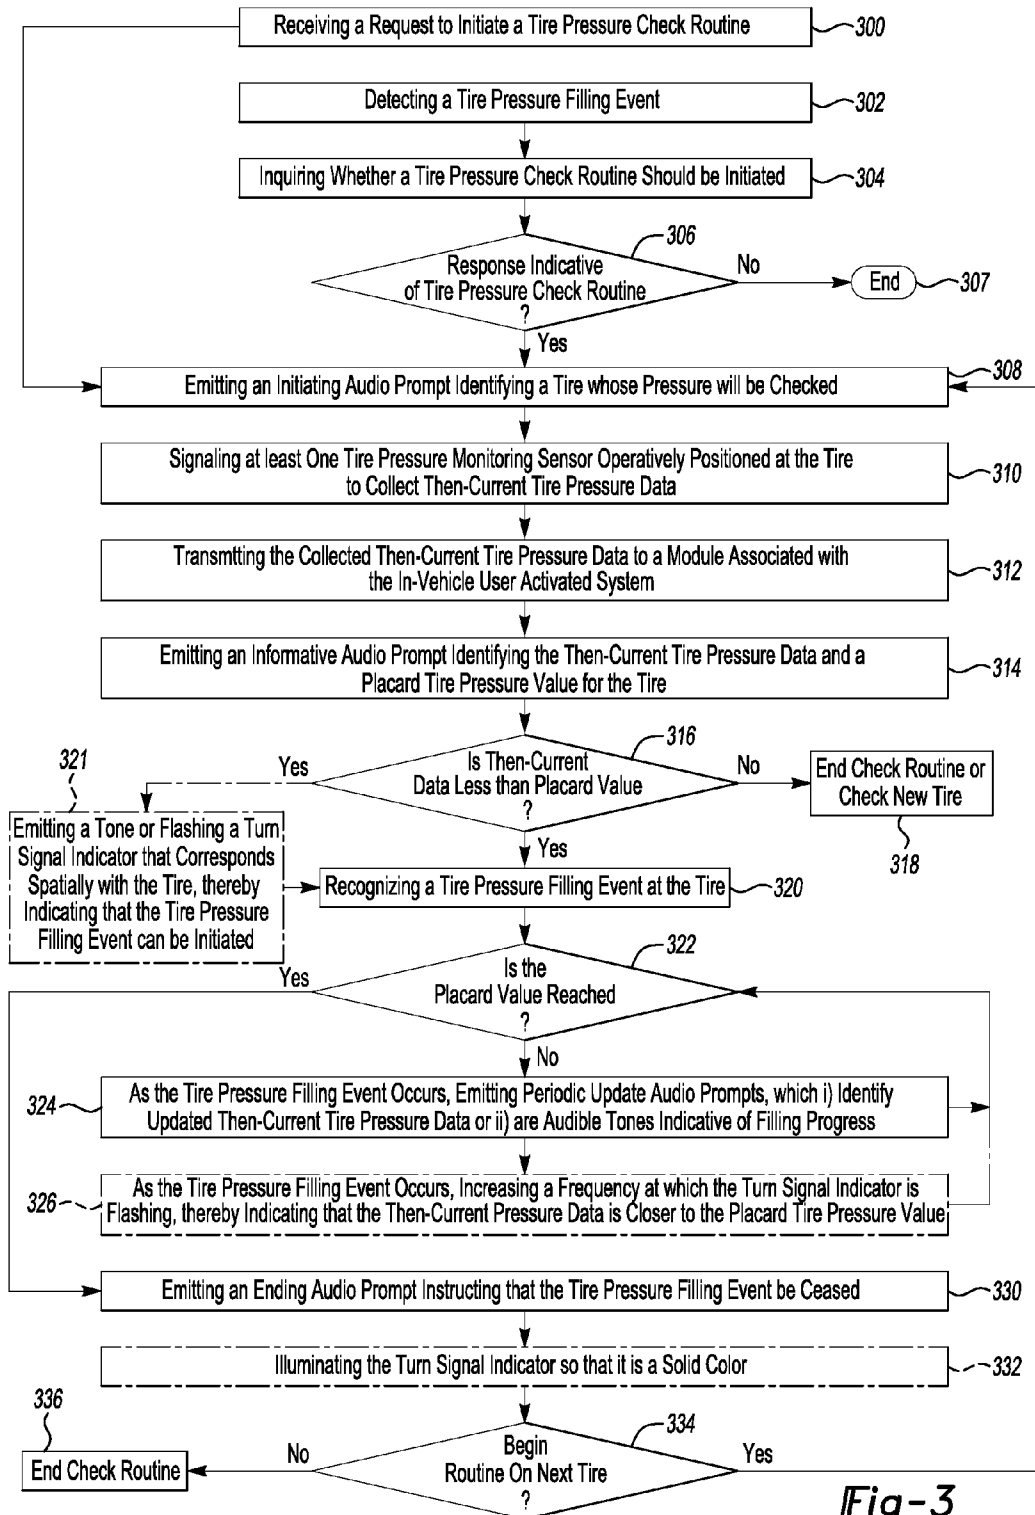 Receiving a Request to Initiate a Tire Pressure Check Routine
300
Detecting a Tire Pressure Filling Event
302
Inquiring Whether a Tire Pressure Check Routine Should be Initiated
304
306
Response Indicative
of Tire Pressure Check Routine
?
No
End
307
Yes
Emitting an Initiating Audio Prompt Identifying a Tire whose Pressure will be Checked
308
Signaling at least One Tire Pressure Monitoring Sensor Operatively Positioned at the Tire
to Collect Then-Current Tire Pressure Data
310
Transmtting the Collected Then-Current Tire Pressure Data to a Module Associated with
the In-Vehicle User Activated System
312
Emitting an Informative Audio Prompt Identifying the Then-Current Tire Pressure Data and a
Placard Tire Pressure Value for the Tire
314
316
Is Then-Current
Data Less than Placard Value
?
Yes
No
End Check Routine or
Check New Tire
318
321
Emitting a Tone or Flashing a Turn
Signal Indicator that Corresponds
Spatially with the Tire, thereby
Indicating that the Tire Pressure
Filling Event can be Initiated
Yes
Recognizing a Tire Pressure Filling Event at the Tire
320
322
Is the
Placard Value Reached
?
Yes
No
324
As the Tire Pressure Filling Event Occurs, Emitting Periodic Update Audio Prompts, which i) Identify
Updated Then-Current Tire Pressure Data or ii) are Audible Tones Indicative of Filling Progress
326
As the Tire Pressure Filling Event Occurs, Increasing a Frequency at which the Turn Signal Indicator is
Flashing, thereby Indicating that the Then-Current Pressure Data is Closer to the Placard Tire Pressure Value
Emitting an Ending Audio Prompt Instructing that the Tire Pressure Filling Event be Ceased
330
Illuminating the Turn Signal Indicator so that it is a Solid Color
332
334
Begin
Routine On Next Tire
?
No
Yes
336
End Check Routine
Fig-3